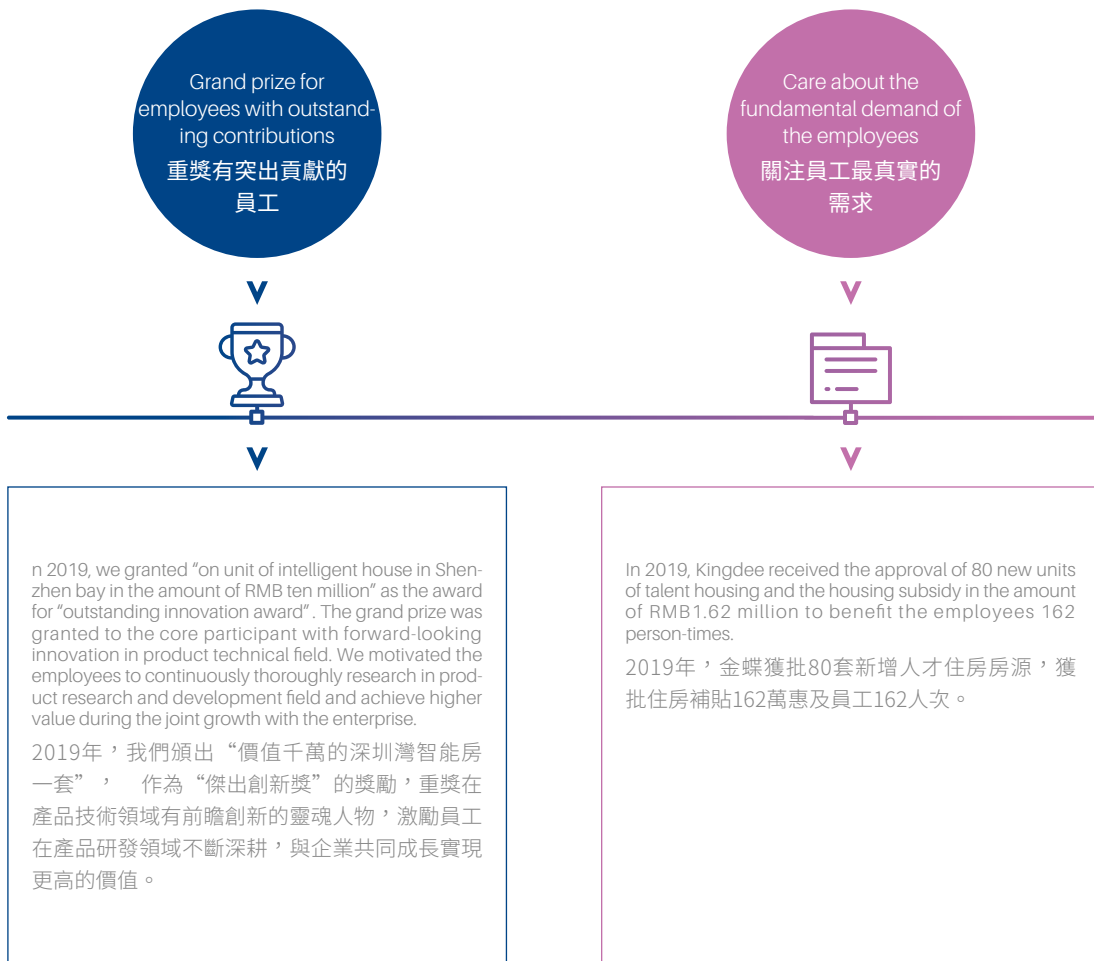 Grand prize for
employees with outstand-
ing contributions
重獎有突出貢獻的
員工
Care about the
fundamental demand of
the employees
關注員工最真實的
需求
n 2019, we granted “on unit of intelligent house in Shen-
zhen bay in the amount of RMB ten million” as the award
for “outstanding innovation award”. The grand prize was
granted to the core participant with forward-looking
innovation in product technical field. We motivated the
employees to continuously thoroughly research in prod-
uct research and development field and achieve higher
value during the joint growth with the enterprise.
2019年，我們頒出“價值千萬的深圳灣智能房
一套”， 作為“傑出創新獎”的獎勵，重獎在
產品技術領域有前瞻創新的靈魂人物，激勵員工
在產品研發領域不斷深耕，與企業共同成長實現
更高的價值。
In 2019, Kingdee received the approval of 80 new units
of talent housing and the housing subsidy in the amount
of RMB1.62 million to benefit the employees 162
person-times.
2019年，金蝶獲批80套新增人才住房房源，獲
批住房補貼162萬惠及員工162人次。